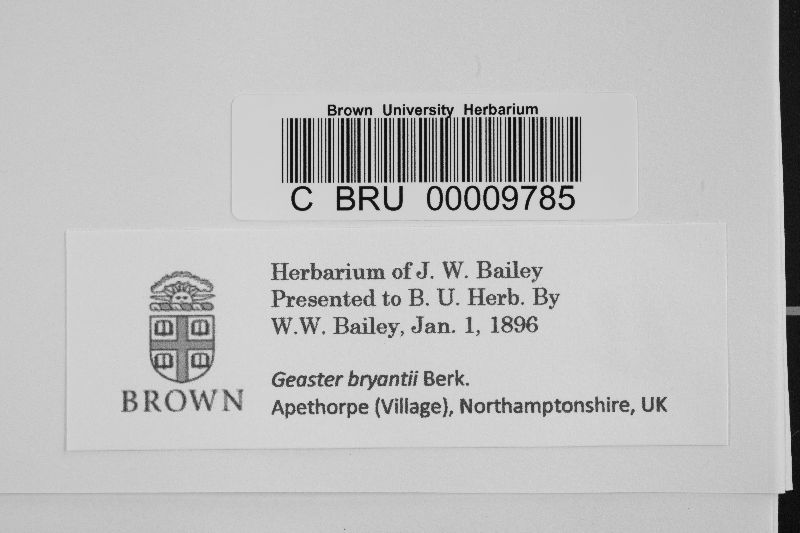 Brown University Herbarium
C BRU 00009785
Herbarium of J. W. Bailey
Presented to B. U. Herb. By
W.W. Bailey, Jan. 1, 1896
BROWN
Geaster bryantii Berk.
Apethorpe (Village), Northamptonshire, UK